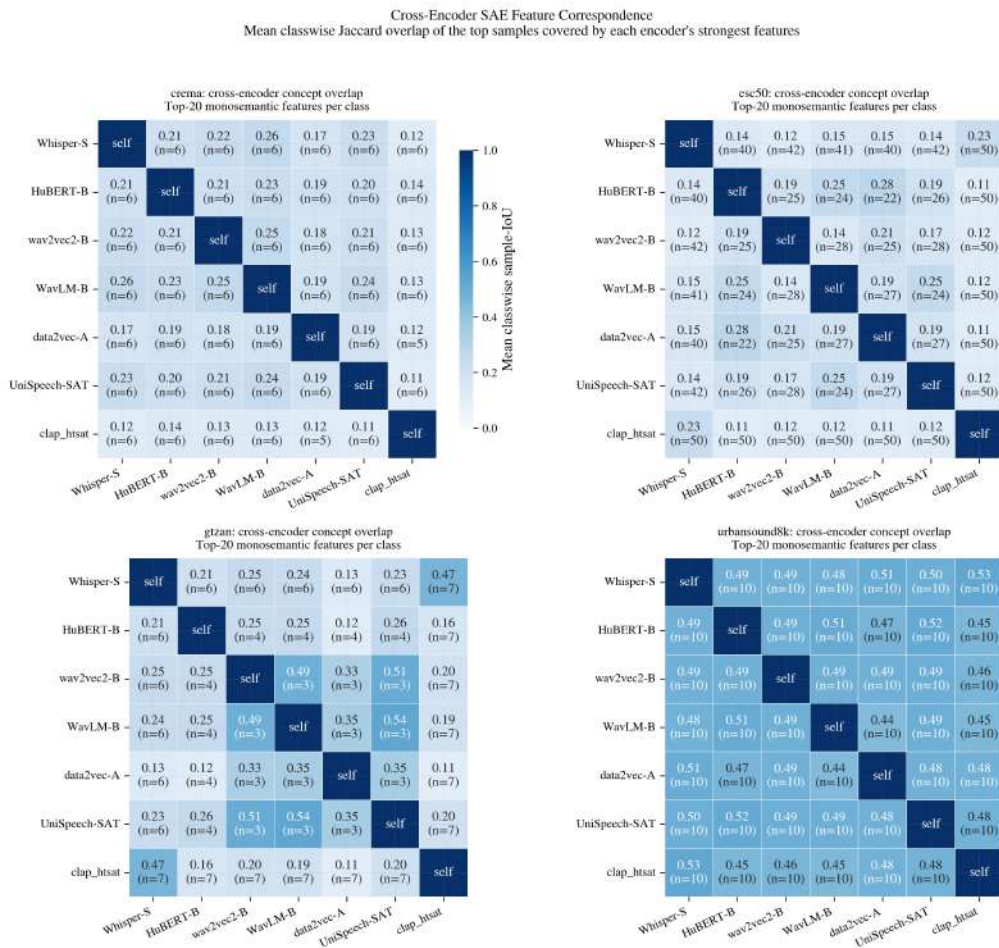 Cross-Encoder SAE Feature Correspondence
Mean classwise Jaccard overlap of the top samples covered by each encoder's strongest features
crema: cross-encoder concept overlap
Top-20 monosemantic features per class
Whisper-S self 0.21 0.22 0.26 0.17 0.23 0.12
(n=6) (n=6) (n=6) (n=6) (n=6) (n=6)
HuBERT-B 0.21 self 0.21 0.23 0.19 0.20 0.14
(n=6) (n=6) (n=6) (n=6) (n=6) (n=6)
wav2vec2-B 0.22 0.21 self 0.25 0.18 0.21 0.13
(n=6) (n=6) (n=6) (n=6) (n=6) (n=6)
WavLM-B 0.26 0.23 0.25 self 0.19 0.24 0.13
(n=6) (n=6) (n=6) (n=6) (n=6) (n=6)
data2vec-A 0.17 0.19 0.18 0.19 self 0.19 0.12
(n=6) (n=6) (n=6) (n=6) (n=6) (n=5)
UniSpeech-SAT 0.23 0.20 0.21 0.24 0.19 self 0.11
(n=6) (n=6) (n=6) (n=6) (n=6) (n=6)
clap_htsat 0.12 0.14 0.13 0.13 0.12 0.11 self
(n=6) (n=6) (n=6) (n=6) (n=5) (n=6)
Whisper-S HuBERT-B wav2vec2-B WavLM-B data2vec-A UniSpeech-SAT clap_htsat
1.0
0.8
0.6
0.4
0.2
0.0
Mean classwise sample-IoU
esc50: cross-encoder concept overlap
Top-20 monosemantic features per class
Whisper-S self 0.14 0.12 0.15 0.15 0.14 0.23
(n=40) (n=42) (n=41) (n=40) (n=42) (n=50)
HuBERT-B 0.14 self 0.19 0.25 0.28 0.19 0.11
(n=40) (n=25) (n=24) (n=22) (n=26) (n=50)
wav2vec2-B 0.12 0.19 self 0.14 0.21 0.17 0.12
(n=42) (n=25) (n=28) (n=25) (n=28) (n=50)
WavLM-B 0.15 0.25 0.14 self 0.19 0.25 0.12
(n=41) (n=24) (n=28) (n=27) (n=24) (n=50)
data2vec-A 0.15 0.28 0.21 0.19 self 0.19 0.11
(n=40) (n=22) (n=25) (n=27) (n=27) (n=50)
UniSpeech-SAT 0.14 0.19 0.17 0.25 0.19 self 0.12
(n=42) (n=26) (n=28) (n=24) (n=27) (n=50)
clap_htsat 0.23 0.11 0.12 0.12 0.11 0.12 self
(n=50) (n=50) (n=50) (n=50) (n=50) (n=50)
Whisper-S HuBERT-B wav2vec2-B WavLM-B data2vec-A UniSpeech-SAT clap_htsat
gtzan: cross-encoder concept overlap
Top-20 monosemantic features per class
Whisper-S self 0.21 0.25 0.24 0.13 0.23 0.47
(n=6) (n=6) (n=6) (n=6) (n=6) (n=7)
HuBERT-B 0.21 self 0.25 0.25 0.12 0.26 0.16
(n=6) (n=4) (n=4) (n=4) (n=4) (n=7)
wav2vec2-B 0.25 0.25 self 0.49 0.33 0.51 0.20
(n=6) (n=4) (n=3) (n=3) (n=3) (n=7)
WavLM-B 0.24 0.25 0.49 self 0.35 0.54 0.19
(n=6) (n=4) (n=3) (n=3) (n=3) (n=7)
data2vec-A 0.13 0.12 0.33 0.35 self 0.35 0.11
(n=6) (n=4) (n=3) (n=3) (n=3) (n=7)
UniSpeech-SAT 0.23 0.26 0.51 0.54 0.35 self 0.20
(n=6) (n=4) (n=3) (n=3) (n=3) (n=7)
clap_htsat 0.47 0.16 0.20 0.19 0.11 0.20 self
(n=7) (n=7) (n=7) (n=7) (n=7) (n=7)
Whisper-S HuBERT-B wav2vec2-B WavLM-B data2vec-A UniSpeech-SAT clap_htsat
urbansound8k: cross-encoder concept overlap
Top-20 monosemantic features per class
Whisper-S self 0.49 0.49 0.48 0.51 0.50 0.53
(n=10) (n=10) (n=10) (n=10) (n=10) (n=10)
HuBERT-B 0.49 self 0.49 0.51 0.47 0.52 0.45
(n=10) (n=10) (n=10) (n=10) (n=10) (n=10)
wav2vec2-B 0.49 0.49 self 0.49 0.49 0.49 0.46
(n=10) (n=10) (n=10) (n=10) (n=10) (n=10)
WavLM-B 0.48 0.51 0.49 self 0.44 0.49 0.45
(n=10) (n=10) (n=10) (n=10) (n=10) (n=10)
data2vec-A 0.51 0.47 0.49 0.44 self 0.48 0.48
(n=10) (n=10) (n=10) (n=10) (n=10) (n=10)
UniSpeech-SAT 0.50 0.52 0.49 0.49 0.48 self 0.48
(n=10) (n=10) (n=10) (n=10) (n=10) (n=10)
clap_htsat 0.53 0.45 0.46 0.45 0.48 0.48 self
(n=10) (n=10) (n=10) (n=10) (n=10) (n=10)
Whisper-S HuBERT-B wav2vec2-B WavLM-B data2vec-A UniSpeech-SAT clap_htsat